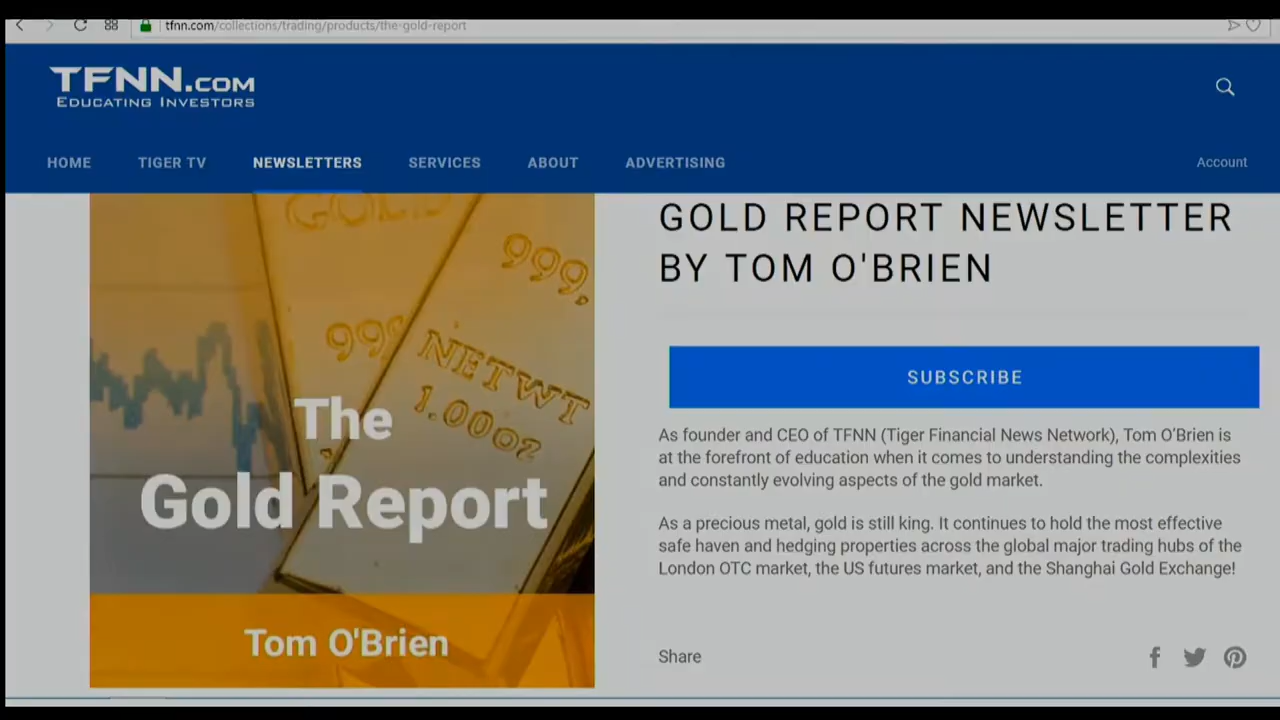 tfnn.com/collections/trading/products/the-gold-report
TFNN.COM
EDUCATING INVESTORS
HOME TIGER TV NEWSLETTERS SERVICES ABOUT ADVERTISING Account
GOLD
999.
999
NETWT
1.00oz
The
Gold Report
Tom O'Brien
GOLD REPORT NEWSLETTER
BY TOM O'BRIEN
SUBSCRIBE
As founder and CEO of TFNN (Tiger Financial News Network), Tom O'Brien is
at the forefront of education when it comes to understanding the complexities
and constantly evolving aspects of the gold market.
As a precious metal, gold is still king. It continues to hold the most effective
safe haven and hedging properties across the global major trading hubs of the
London OTC market, the US futures market, and the Shanghai Gold Exchange!
Share